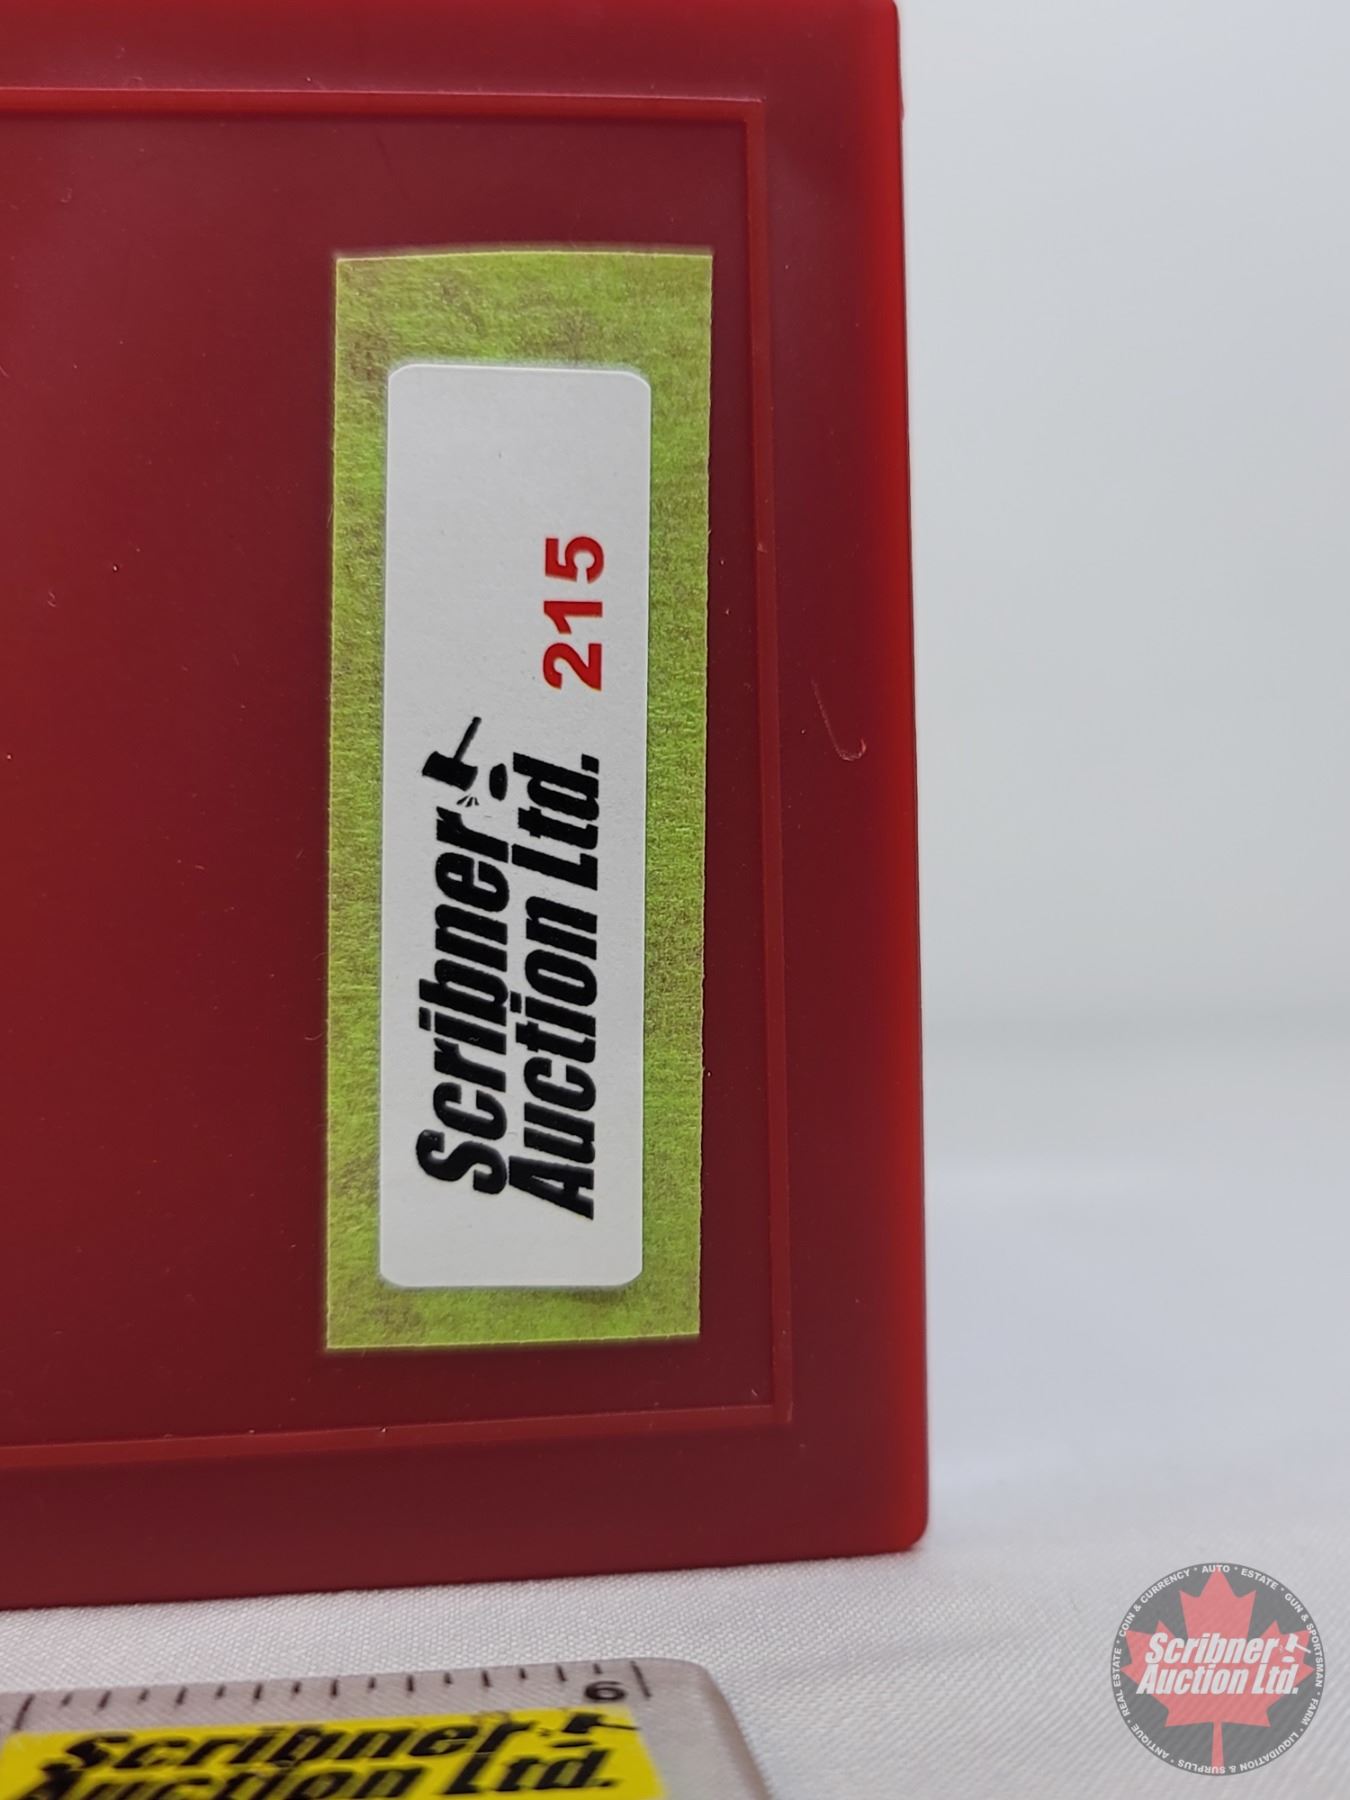 Scribner
Auction Ltd. 215
6
Scribner
Auction Ltd.
COIN & CURRENCY • AUTO • ESTATE • GUN & SPORTSMAN • FARM • LIQUIDATION & SURPLUS • ANTIQUE • REAL ESTATE •
Scribner
Auction Ltd.